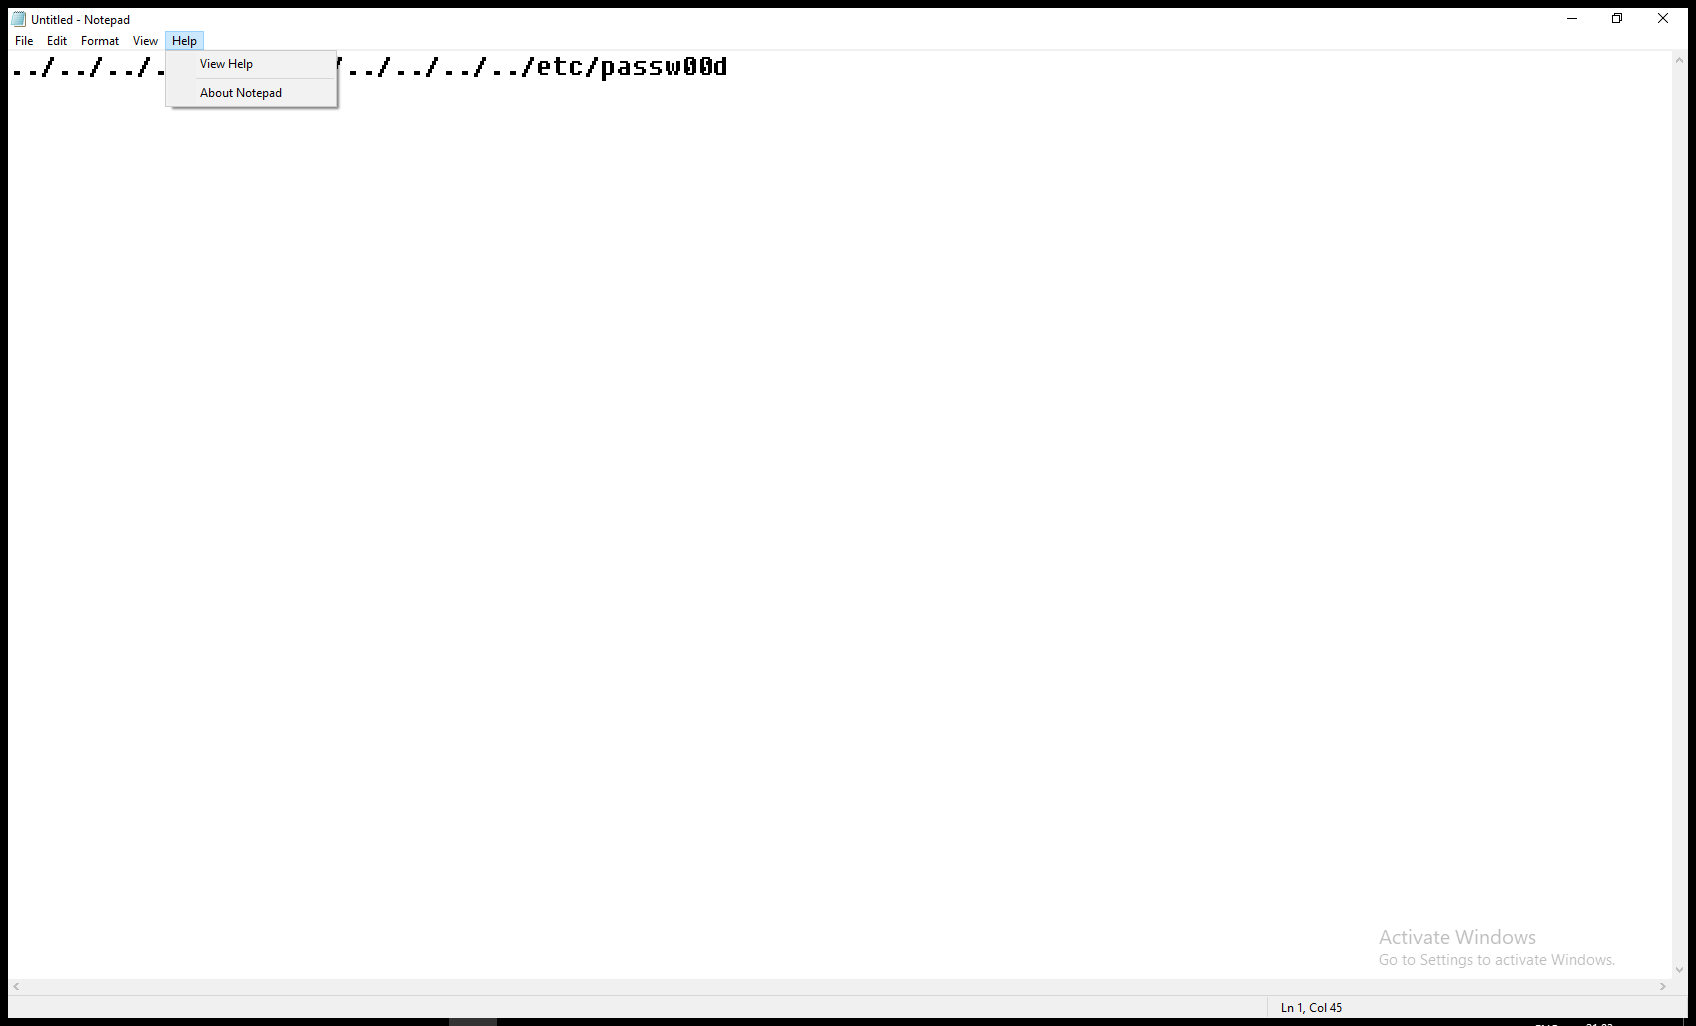 Untitled - Notepad
File Edit Format View Help
../../../. /../../../../etc/passw00d
View Help
About Notepad
Activate Windows
Go to Settings to activate Windows.
Ln 1, Col 45